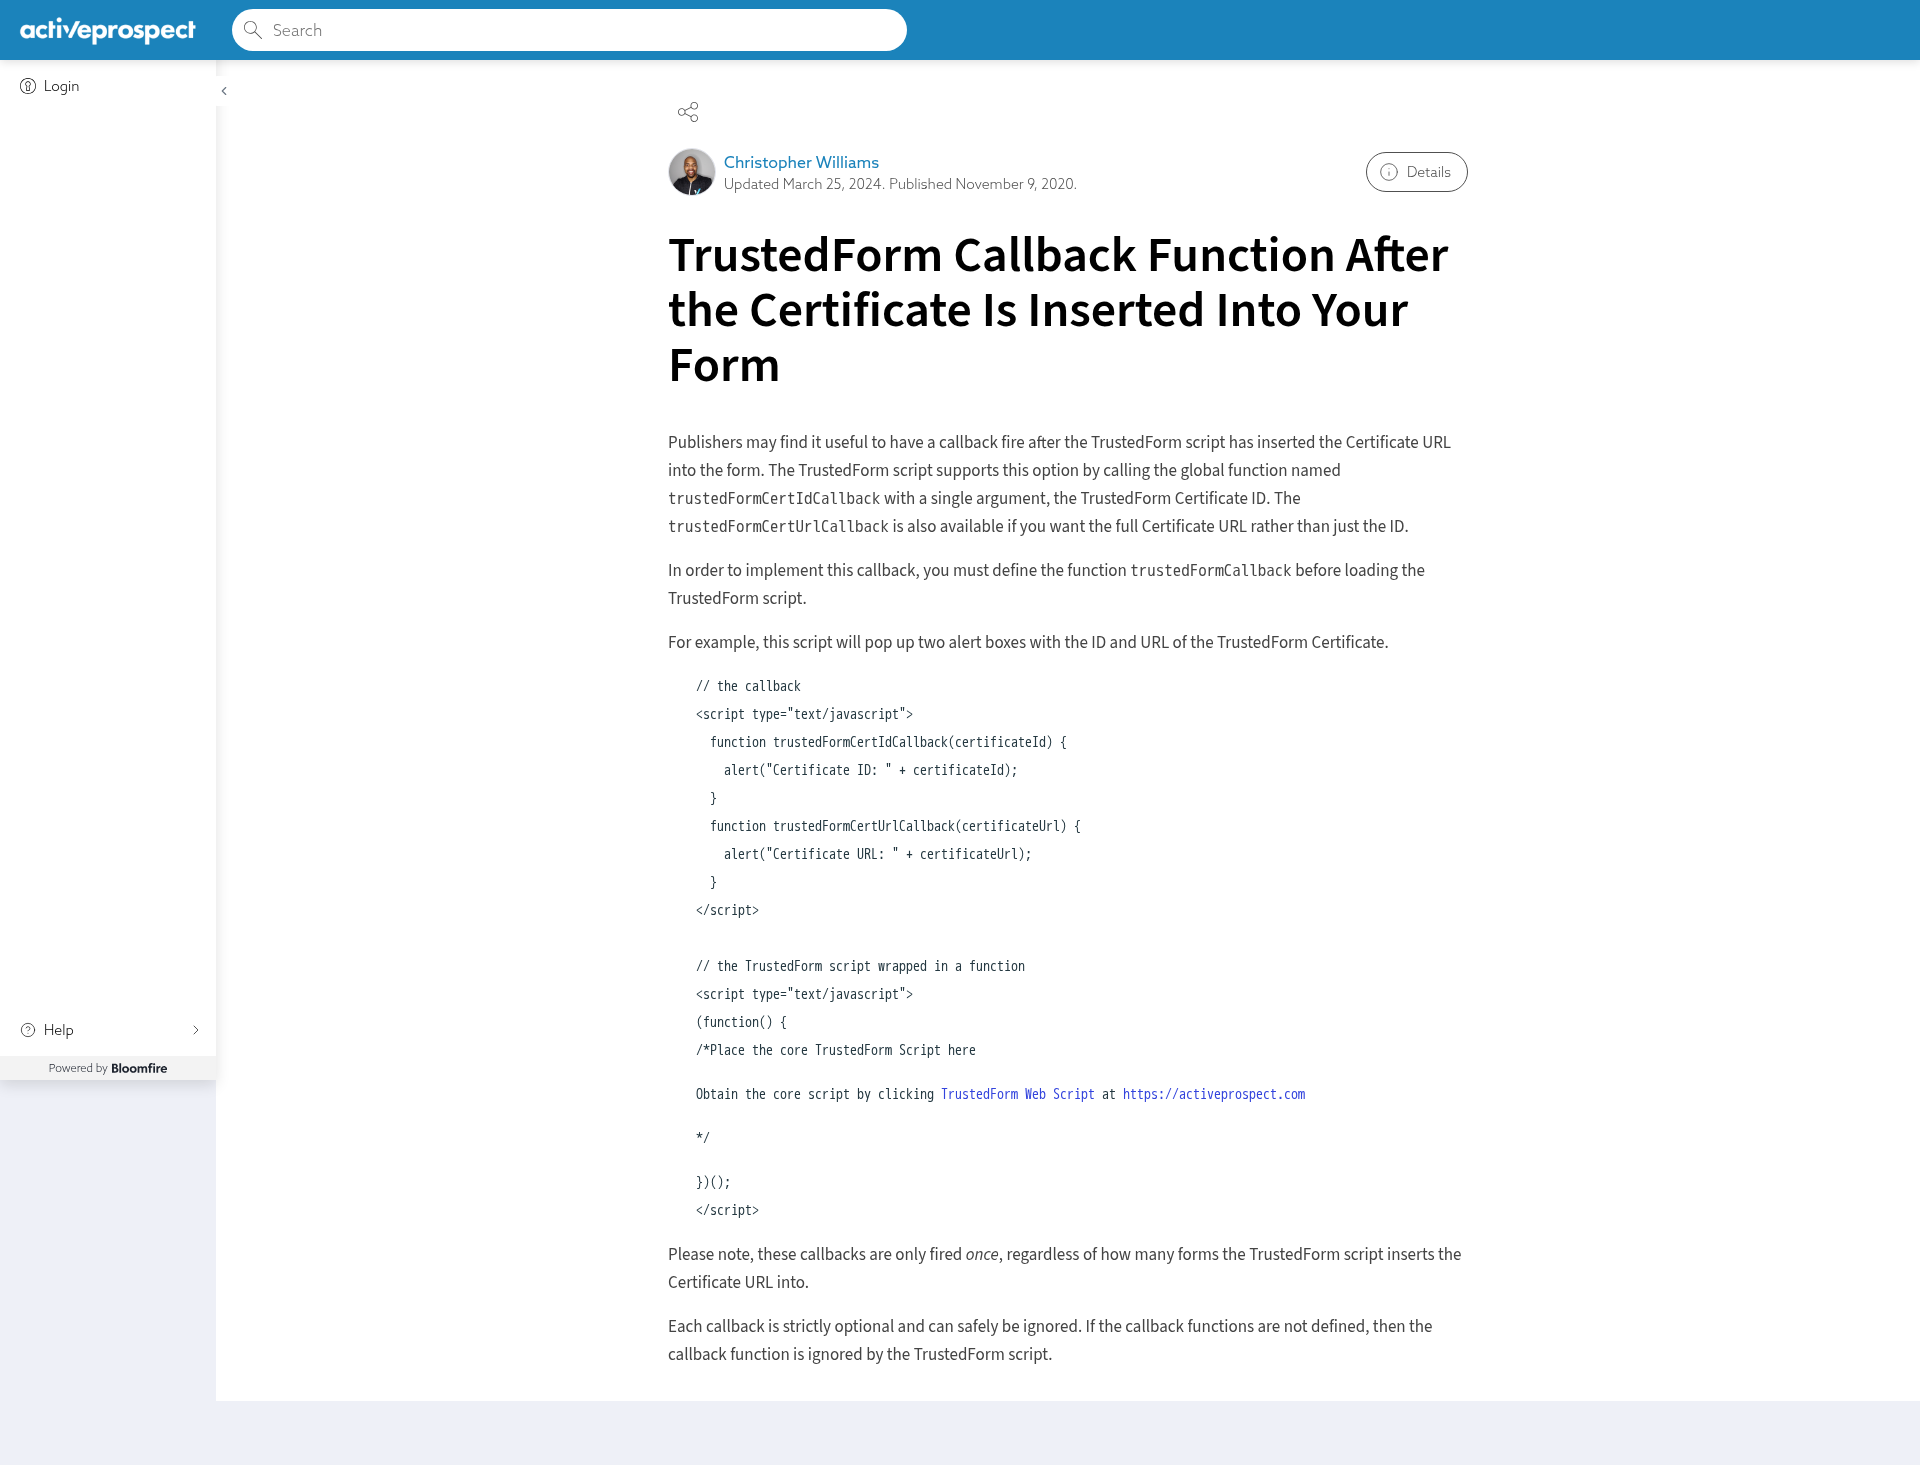 activeprospect
Search
Login
Christopher Williams
Updated March 25, 2024. Published November 9, 2020.
Details
TrustedForm Callback Function After
the Certificate Is Inserted Into Your
Form
Publishers may find it useful to have a callback fire after the TrustedForm script has inserted the Certificate URL
into the form. The TrustedForm script supports this option by calling the global function named
trustedFormCertIdCallback with a single argument, the TrustedForm Certificate ID. The
trustedFormCertUrlCallback is also available if you want the full Certificate URL rather than just the ID.
In order to implement this callback, you must define the function trustedFormCallback before loading the
TrustedForm script.
For example, this script will pop up two alert boxes with the ID and URL of the TrustedForm Certificate.
// the callback
<script type="text/javascript">
function trustedFormCertIdCallback(certificateId) {
alert("Certificate ID: " + certificateId);
}
function trustedFormCertUrlCallback(certificateUrl) {
alert("Certificate URL: " + certificateUrl);
}
</script>
// the TrustedForm script wrapped in a function
<script type="text/javascript">
(function() {
/*Place the core TrustedForm Script here
Obtain the core script by clicking TrustedForm Web Script at https://activeprospect.com
*/
})();
</script>
Please note, these callbacks are only fired once, regardless of how many forms the TrustedForm script inserts the
Certificate URL into.
Each callback is strictly optional and can safely be ignored. If the callback functions are not defined, then the
callback function is ignored by the TrustedForm script.
Help
Powered by Bloomfire